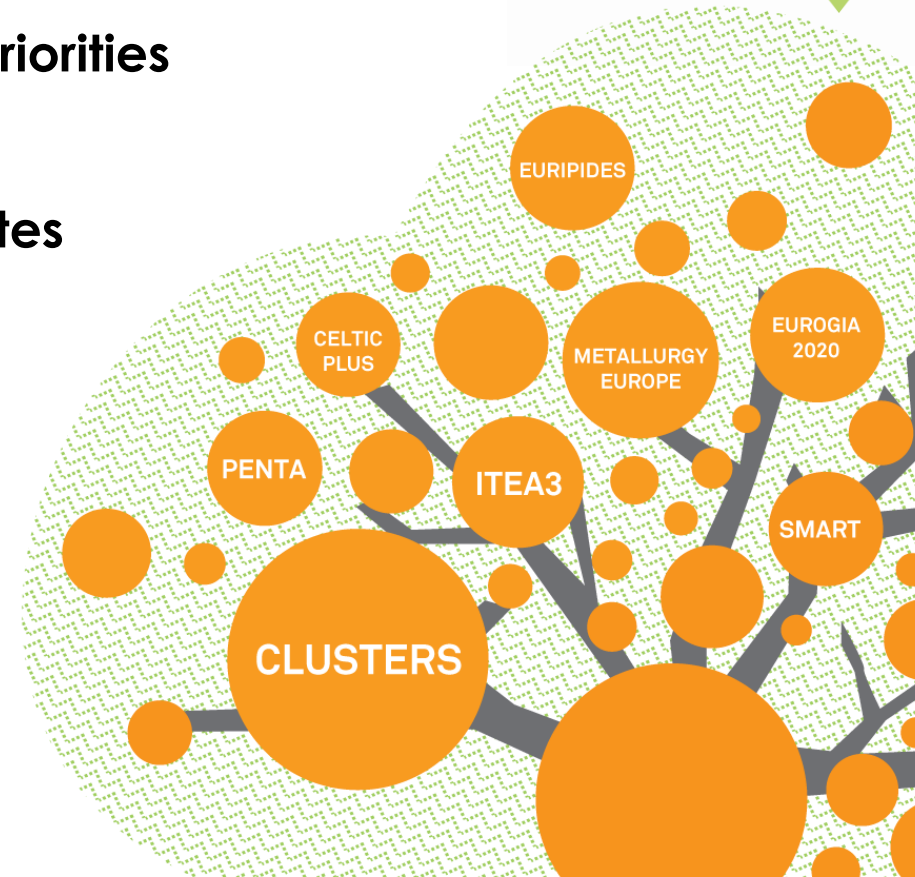 riorities
tes
EURIPIDES
CELTIC
PLUS
METALLURGY
EUROPE
EUROGIA
2020
PENTA
ITEA3
SMART
CLUSTERS